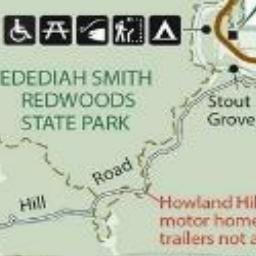 EDEDIAH SMITH
REDWOODS
STATE PARK
Stout
Grove
Hill Road
Howland Hil
motor home
trailers not a